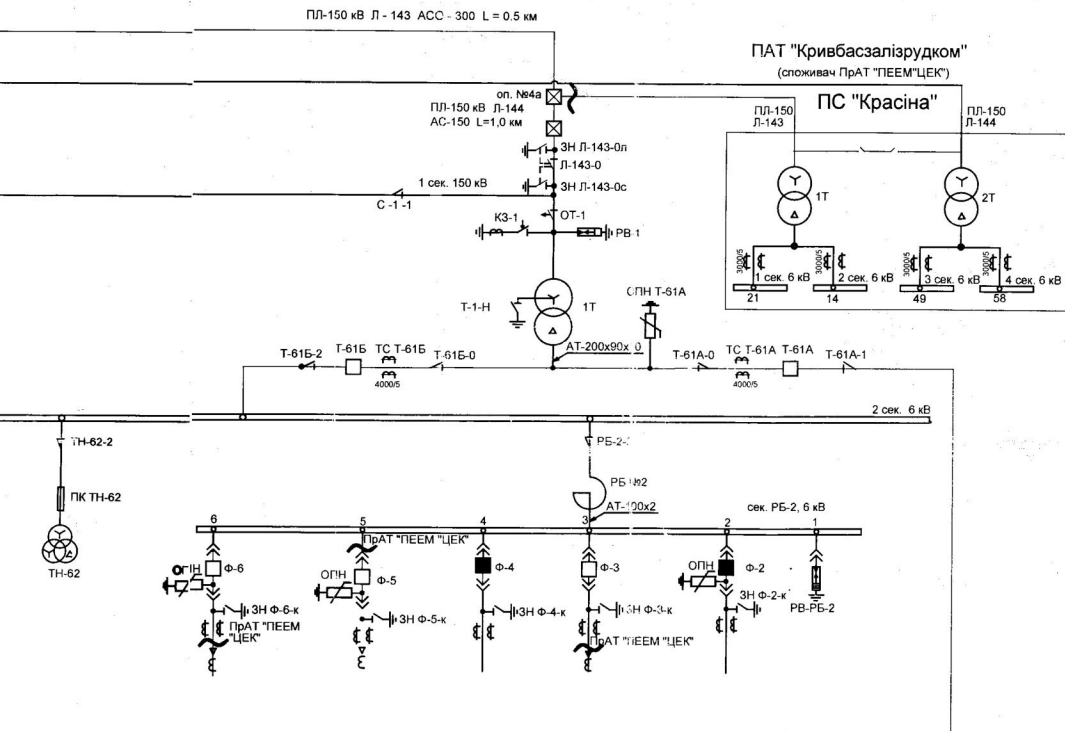 ПЛ-150 кВ Л - 143 АСО - 300 L = 0.5 км
ПАТ "Кривбасзалізрудком"
(споживач ПрАТ "ПЕЕМ"ЦЕК")
ПС "Красіна"
оп. №4а
ПЛ-150 кВ Л-144
АС-150 L=1,0 км
ПЛ-150
Л-143
ПЛ-150
Л-144
ЗН Л-143-0л
Л-143-0
ЗН Л-143-0с
1 сек. 150 кВ
С -1 -1
ОТ-1
КЗ-1
РВ-1
1Т
2Т
3000/5
3000/5
3000/5
3000/5
1 сек. 6 кВ
2 сек. 6 кВ
3 сек. 6 кВ
4 сек. 6 кВ
21
14
49
58
Т-1-Н
1Т
ОПН Т-61А
Т-61Б-2
Т-61Б
ТС Т-61Б
4000/5
Т-61Б-0
Т-61А-0
ТС Т-61А
4000/5
Т-61А
Т-61А-1
2 сек. 6 кВ
ТН-62-2
ПК ТН-62
ТН-62
РБ №2
АТ-100х2
сек. РБ-2, 6 кВ
6
5
4
3
2
1
ПрАТ "ПЕЕМ "ЦЕК"
ОПН
Ф-6
ОПН
Ф-5
Ф-4
Ф-3
ОПН
Ф-2
РВ-РБ-2
ЗН Ф-6-к
ЗН Ф-5-к
ЗН Ф-4-к
ЗН Ф-3-к
ЗН Ф-2-к
ПрАТ "ПЕЕМ
"ЦЕК"
ПрАТ "ПЕЕМ "ЦЕК"